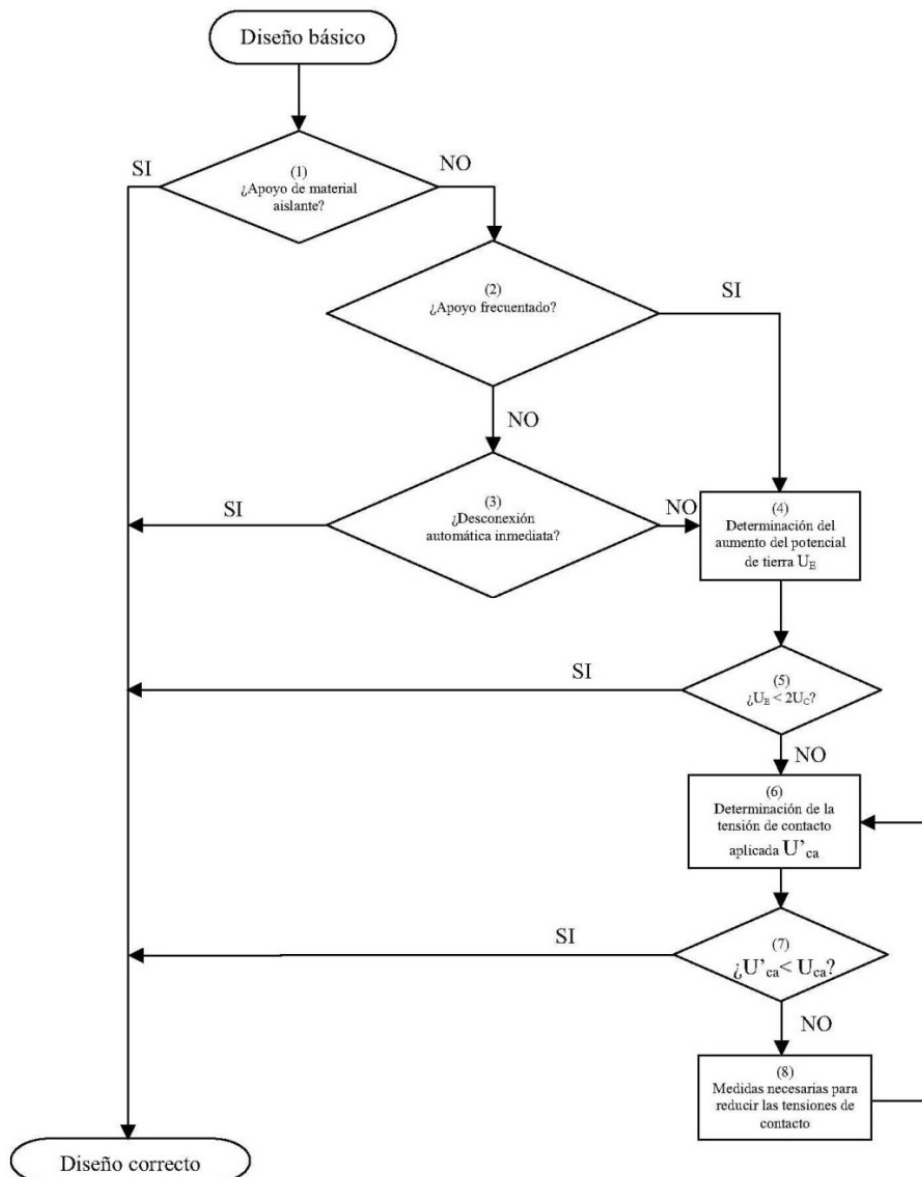 Diseño básico
SI
NO
(1)
¿Apoyo de material
aislante?
(2)
¿Apoyo frecuentado?
SI
NO
(3)
¿Desconexión
automática inmediata?
SI
NO
(4)
Determinación del
aumento del potencial
de tierra U_E
(5)
¿U_E < 2U_C?
SI
NO
(6)
Determinación de la
tensión de contacto
aplicada U'_ca
(7)
¿U'_ca < U_ca?
SI
NO
(8)
Medidas necesarias para
reducir las tensiones de
contacto
Diseño correcto